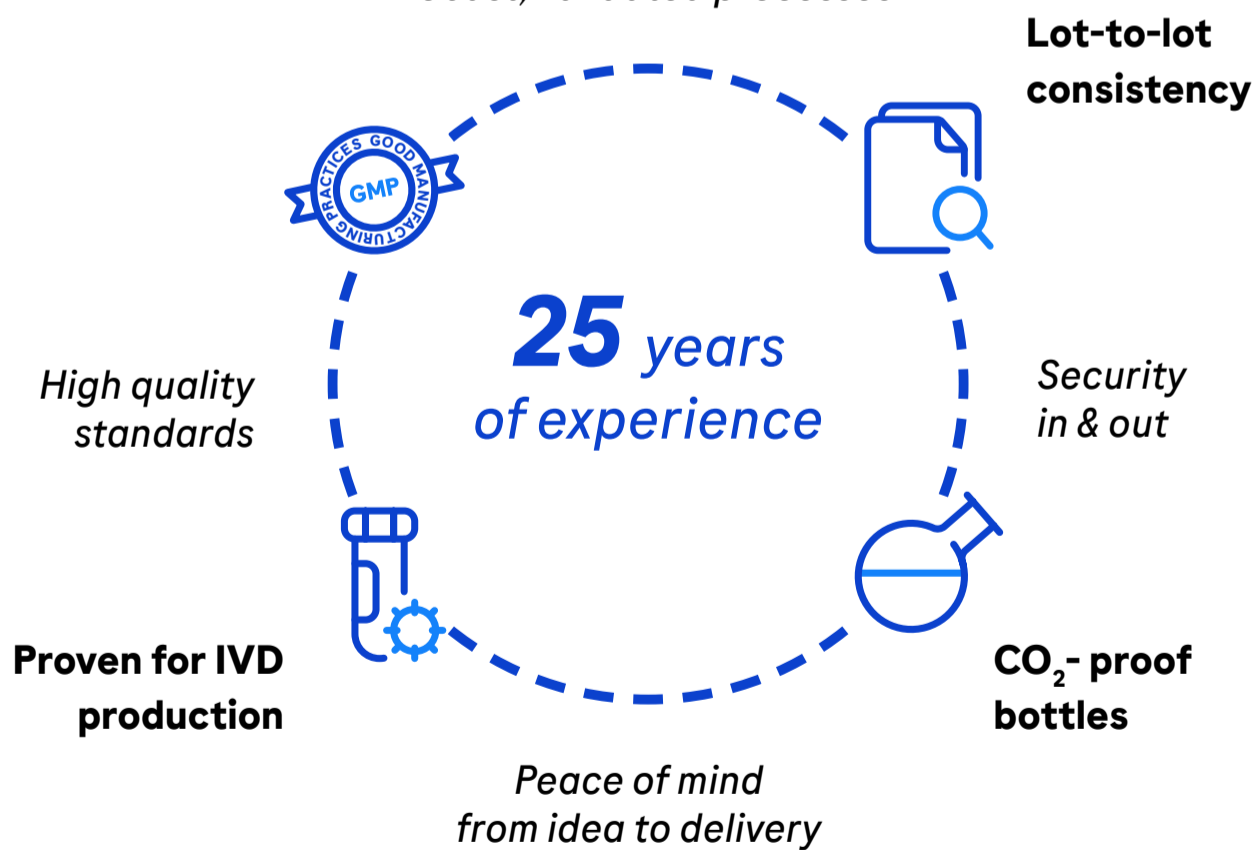 Lot-to-lot
consistency
GOOD MANUFACTURING PRACTICES
GMP
25 years
of experience
High quality
standards
Security
in & out
Proven for IVD
production
CO₂- proof
bottles
Peace of mind
from idea to delivery